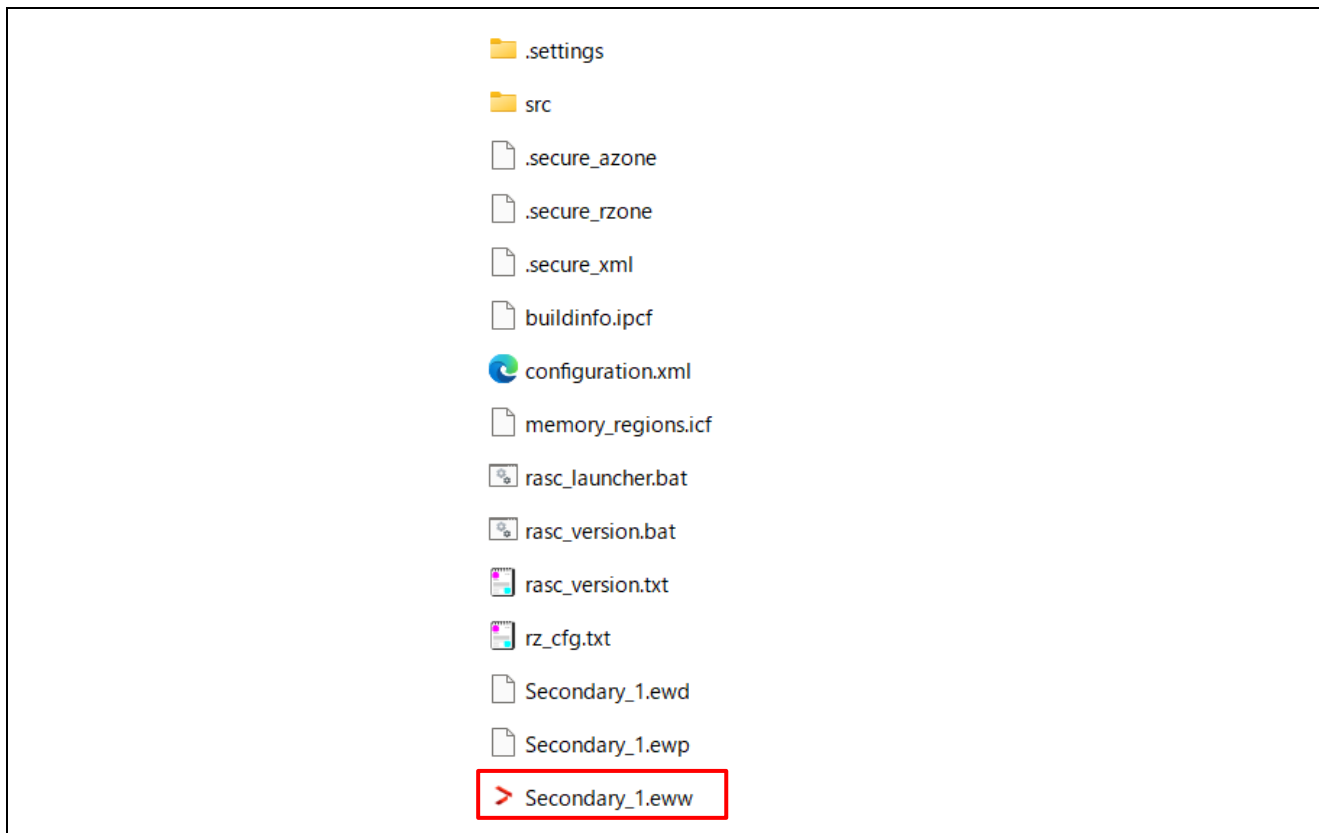 .settings
src
.secure_azone
.secure_rzone
.secure_xml
buildinfo.ipcf
configuration.xml
memory_regions.icf
rasc_launcher.bat
rasc_version.bat
rasc_version.txt
rz_cfg.txt
Secondary_1.ewd
Secondary_1.ewp
Secondary_1.eww